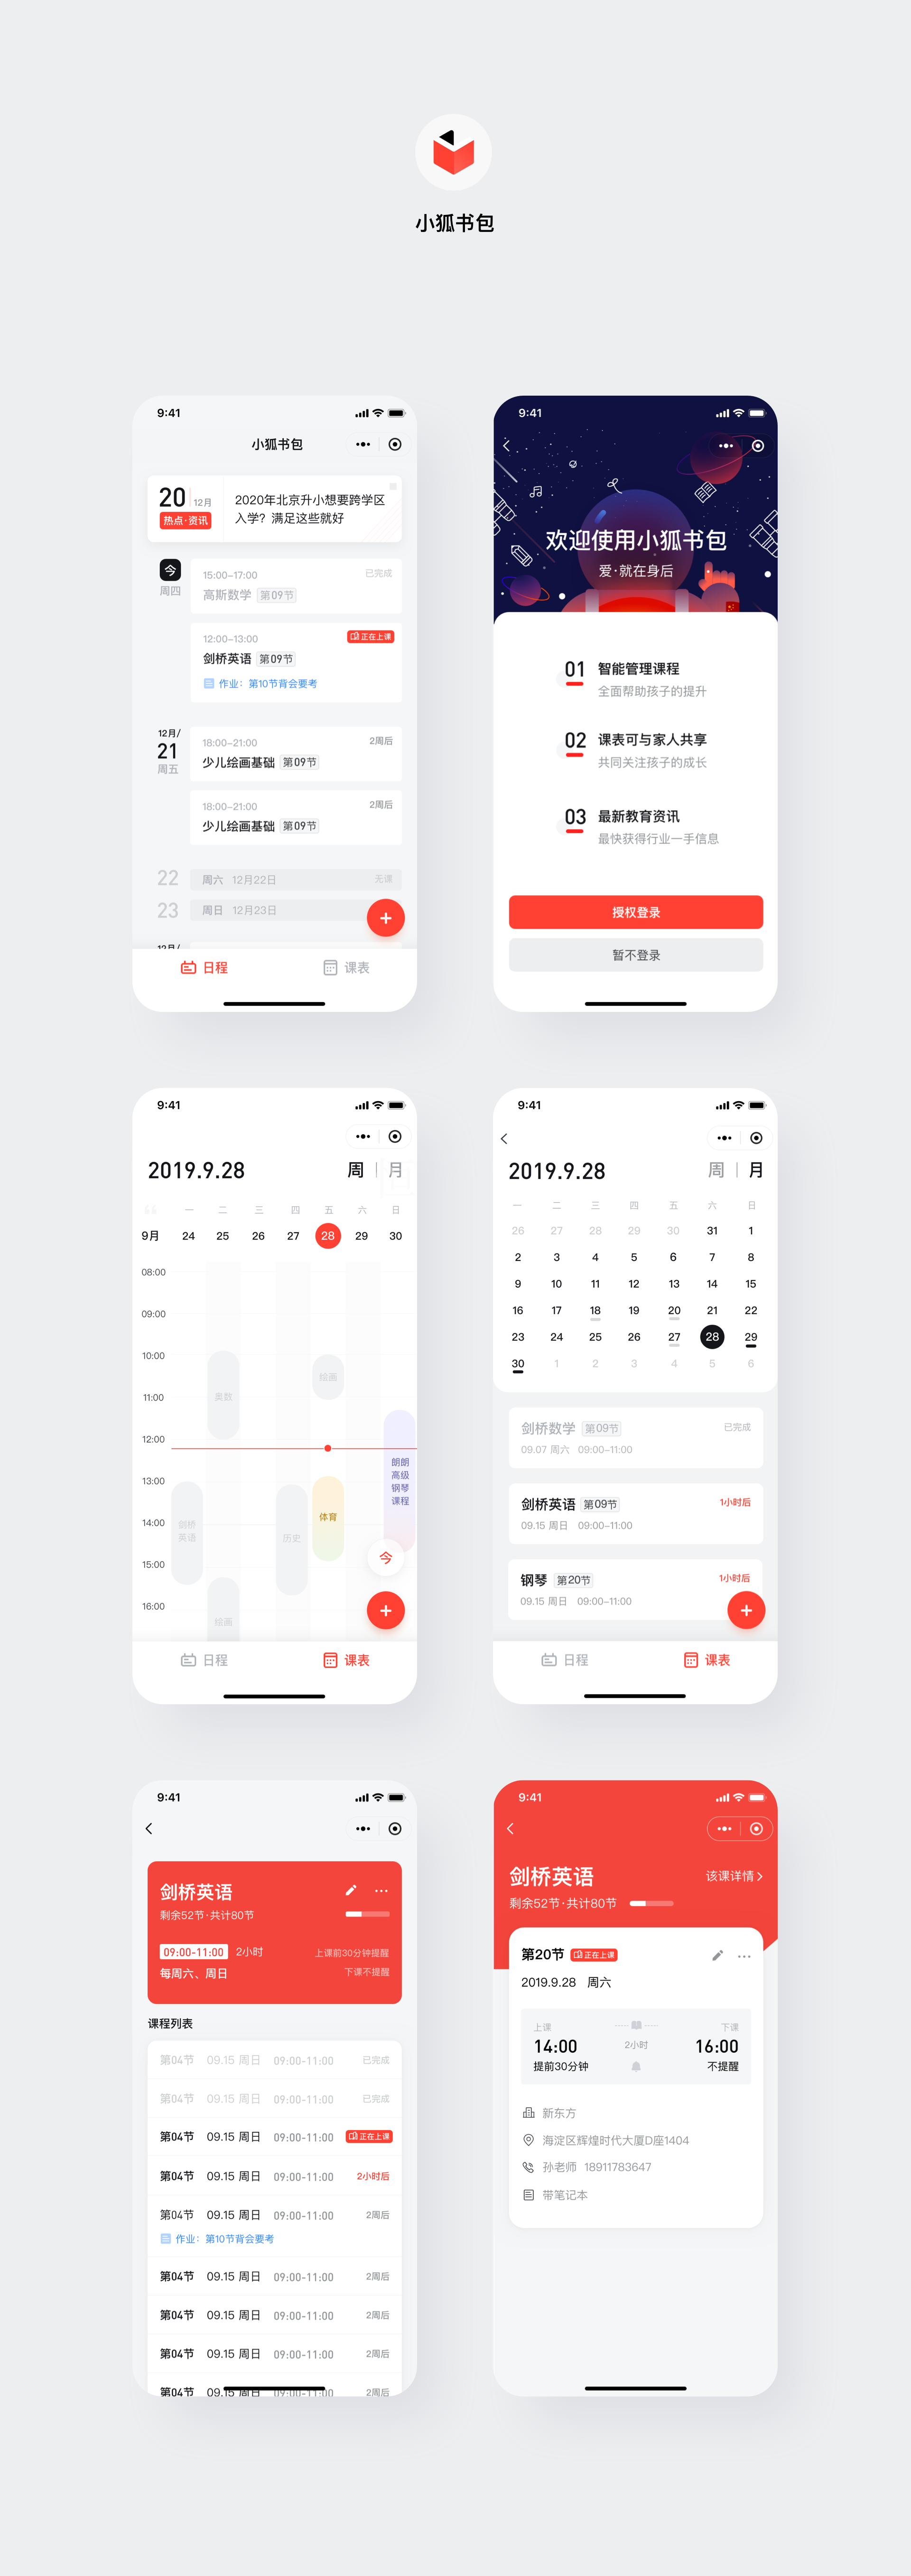 小狐书包
9:41
小狐书包
20 12月
热点·资讯
2020年北京升小想要跨学区
入学？满足这些就好
今
周四
15:00-17:00
已完成
高斯数学 第09节
12:00-13:00
正在上课
剑桥英语 第09节
作业：第10节背会要考
12月/
21
周五
18:00-21:00
2周后
少儿绘画基础 第09节
18:00-21:00
2周后
少儿绘画基础 第09节
22
周六 12月22日
无课
23
周日 12月23日
12月/
日程
课表
9:41
欢迎使用小狐书包
爱·就在身后
01 智能管理课程
全面帮助孩子的提升
02 课表可与家人共享
共同关注孩子的成长
03 最新教育资讯
最快获得行业一手信息
授权登录
暂不登录
9:41
2019.9.28
周 | 月
一 二 三 四 五 六 日
9月 24 25 26 27 28 29 30
08:00
09:00
10:00
绘画
11:00
奥数
12:00
朗朗
高级
钢琴
课程
13:00
体育
14:00
剑桥
英语
历史
15:00
今
16:00
绘画
日程
课表
9:41
2019.9.28
周 | 月
一 二 三 四 五 六 日
26 27 28 29 30 31 1
2 3 4 5 6 7 8
9 10 11 12 13 14 15
16 17 18 19 20 21 22
23 24 25 26 27 28 29
30 1 2 3 4 5 6
剑桥数学 第09节
已完成
09.07 周六 09:00-11:00
剑桥英语 第09节
1小时后
09.15 周日 09:00-11:00
钢琴 第20节
1小时后
09.15 周日 09:00-11:00
日程
课表
9:41
剑桥英语
剩余52节·共计80节
09:00-11:00 2小时
上课前30分钟提醒
每周六、周日
下课不提醒
课程列表
第04节 09.15 周日 09:00-11:00 已完成
第04节 09.15 周日 09:00-11:00 已完成
第04节 09.15 周日 09:00-11:00 正在上课
第04节 09.15 周日 09:00-11:00 2小时后
第04节 09.15 周日 09:00-11:00 2周后
作业：第10节背会要考
第04节 09.15 周日 09:00-11:00 2周后
第04节 09.15 周日 09:00-11:00 2周后
第04节 09.15 周日 09:00-11:00 2周后
第04节 09.15 周日 09:00-11:00 2周后
9:41
剑桥英语
该课详情
剩余52节·共计80节
第20节 正在上课
2019.9.28 周六
上课
下课
14:00
2小时
16:00
提前30分钟
不提醒
新东方
海淀区辉煌时代大厦D座1404
孙老师 18911783647
带笔记本